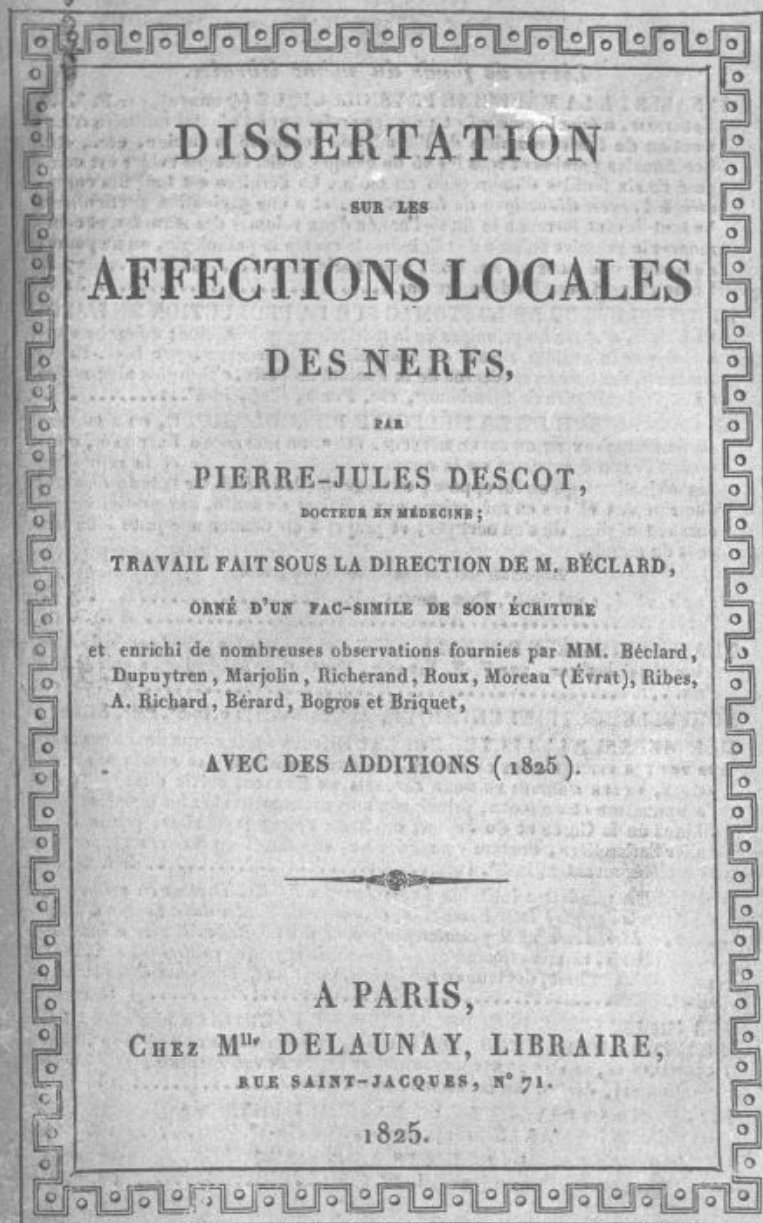 DISSERTATION
SUR LES
AFFECTIONS LOCALES
DES NERFS,
PAR
PIERRE-JULES DESCOT,
DOCTEUR EN MÉDECINE;
TRAVAIL FAIT SOUS LA DIRECTION DE M. BÉCLARD,
ORNÉ D'UN FAC-SIMILE DE SON ÉCRITURE
et enrichi de nombreuses observations fournies par MM. Béclard,
Dupuytren, Marjolin, Richerand, Roux, Moreau (Évrat), Ribes,
A. Richard, Bérard, Bogros et Briquet,
AVEC DES ADDITIONS (1825).
A PARIS,
CHEZ Mlle DELAUNAY, LIBRAIRE,
RUE SAINT-JACQUES, N° 71.
1825.